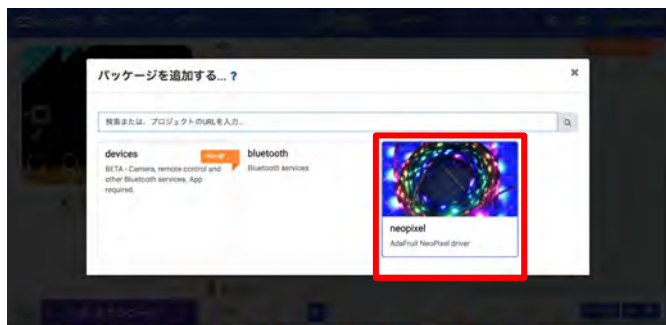 パッケージを追加する... ?
検索または、プロジェクトのURLを入力...
devices
BETA - Camera, remote control and
other Bluetooth services. App
required.
bluetooth
Bluetooth services
neopixel
AdaFruit NeoPixel driver